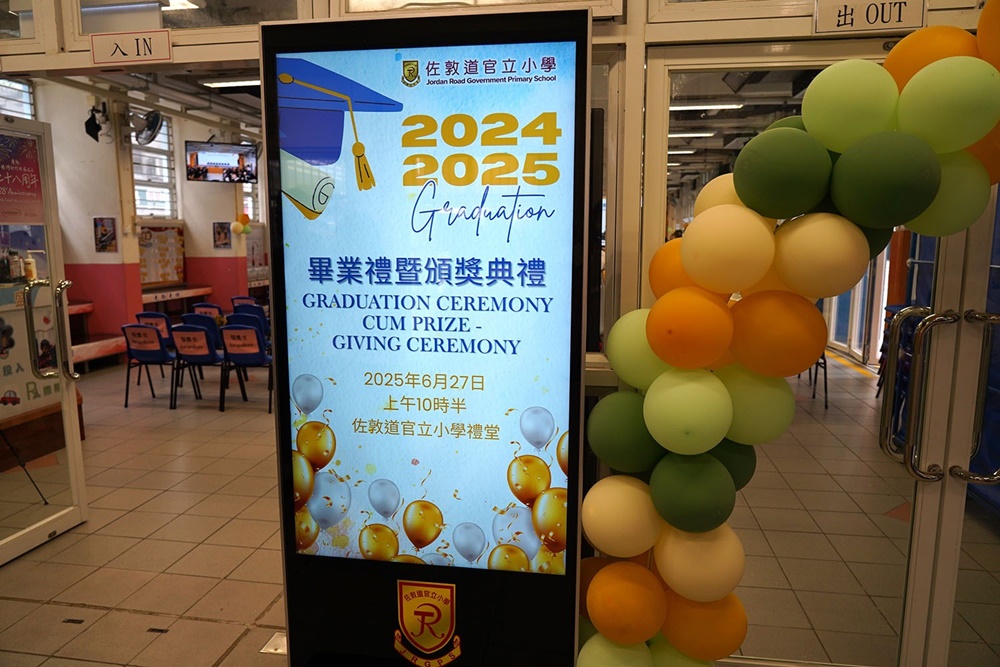 入 IN
出 OUT
佐敦道官立小學
Jordan Road Government Primary School
2024
2025
Graduation
畢業禮暨頒獎典禮
GRADUATION CEREMONY
CUM PRIZE -
GIVING CEREMONY
2025年6月27日
上午10時半
佐敦道官立小學禮堂
佐敦道官立小學
JR
J.R.G.P.S.